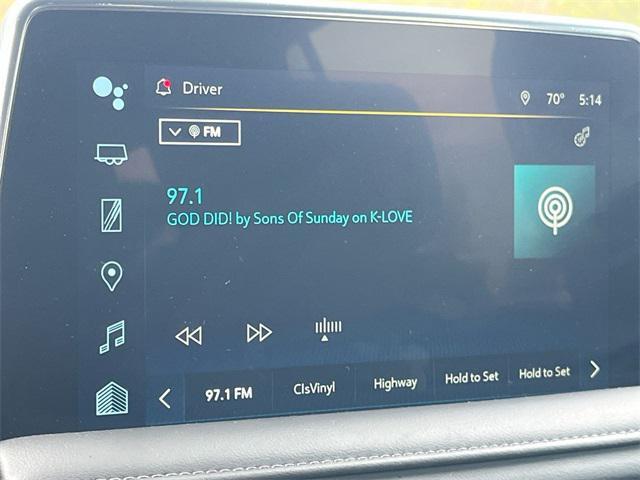 Driver
70° 5:14
FM
97.1
GOD DID! by Sons Of Sunday on K-LOVE
97.1 FM ClsVinyl Highway Hold to Set Hold to Set